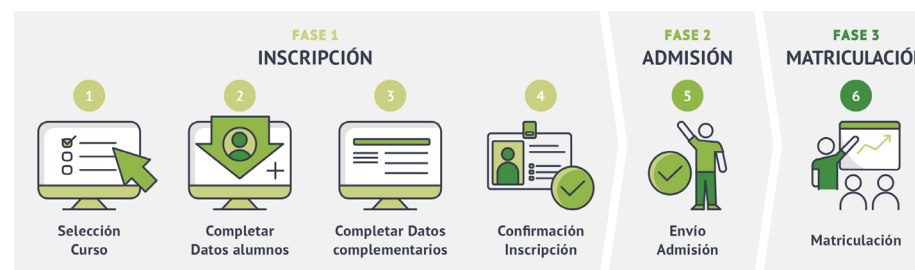 FASE 1
INSCRIPCIÓN
1
2
3
4
Selección
Curso
Completar
Datos alumnos
Completar Datos
complementarios
Confirmación
Inscripción
FASE 2
ADMISIÓN
5
Envío
Admisión
FASE 3
MATRICULACIÓN
6
Matriculación